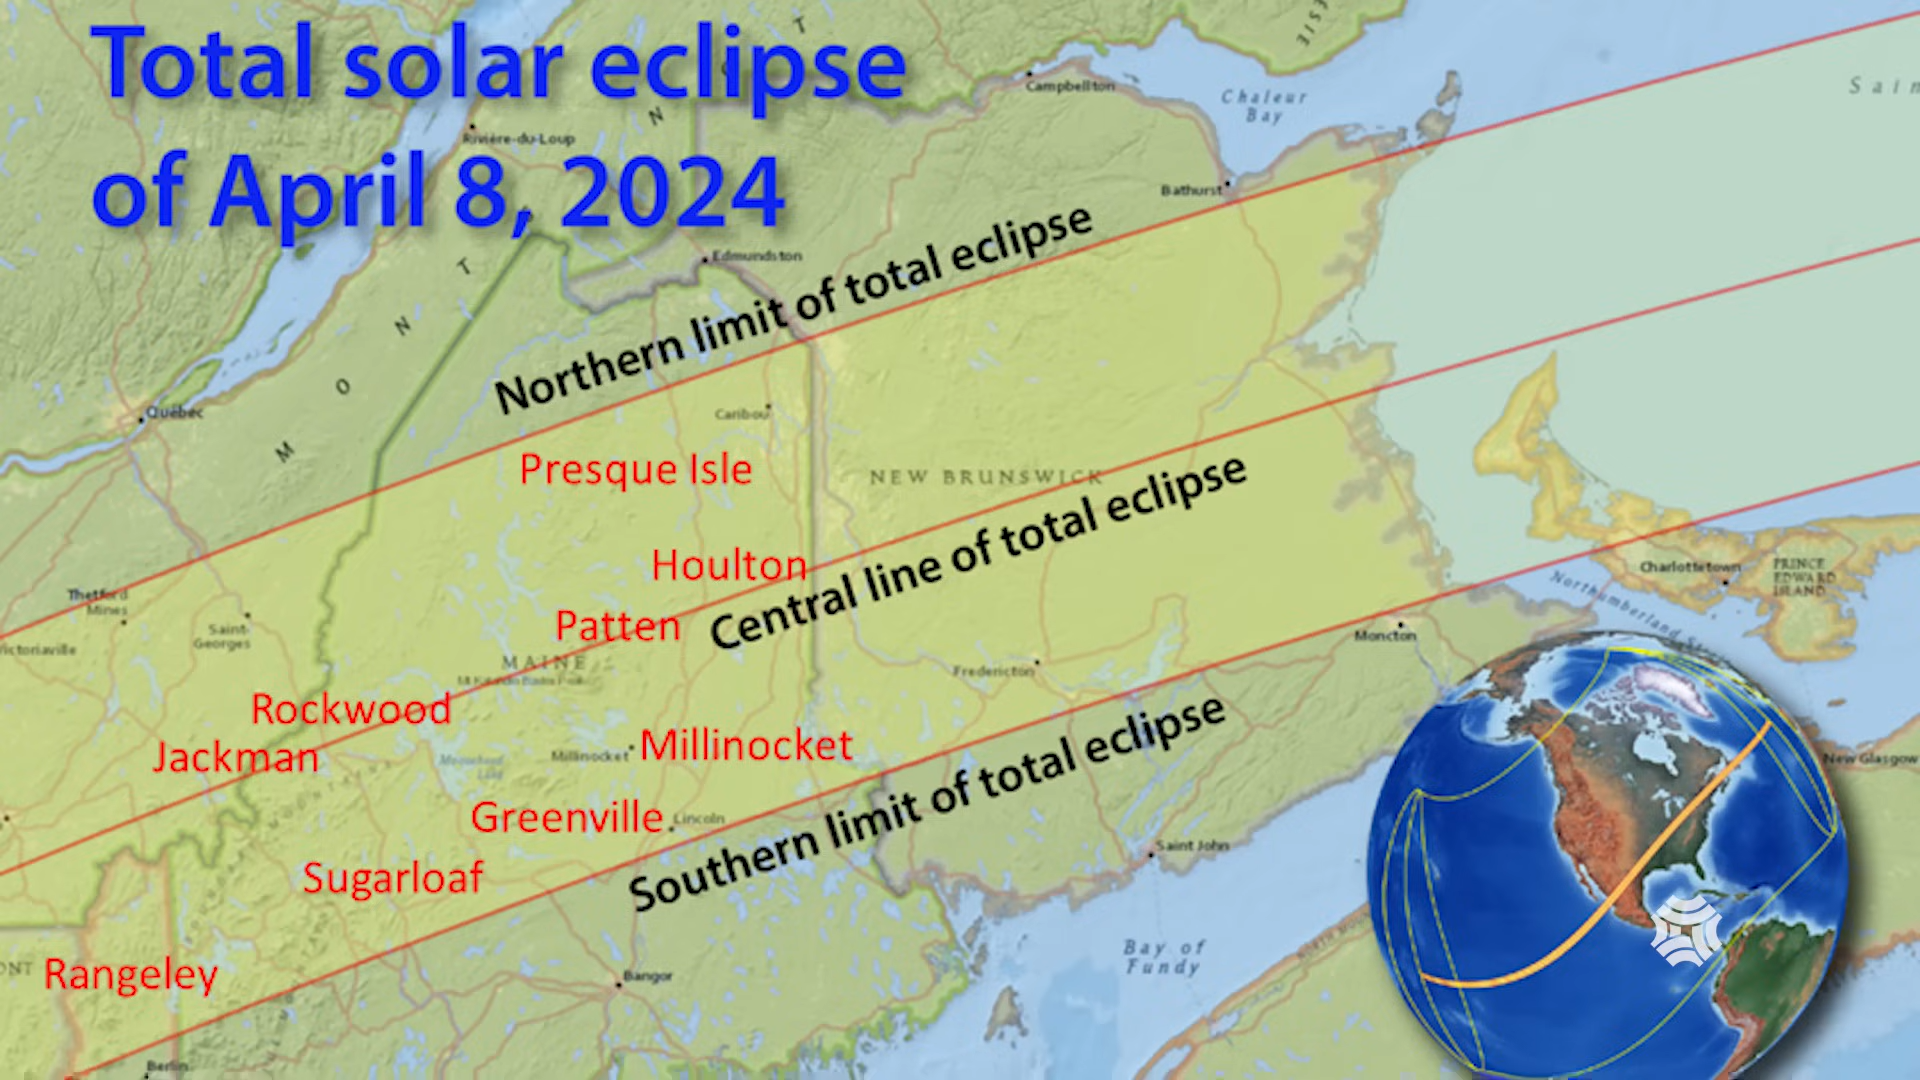 Total solar eclipse
of April 8, 2024
Campbellton
Chaleur
Bay
Rivière-du-Loup
Bathurst
Edmundston
Northern limit of total eclipse
Québec
Caribou
Presque Isle
NEW BRUNSWICK
Houlton
Central line of total eclipse
Patten
Thetford
Mines
Saint-
Georges
MAINE
Charlottetown
PRINCE
EDWARD
ISLAND
Moncton
Fredericton
Rockwood
Jackman
Millinocket
Millinocket
Greenville
Lincoln
Southern limit of total eclipse
Saint John
New Glasgow
Sugarloaf
Rangeley
Bangor
Bay of
Fundy
Berlin